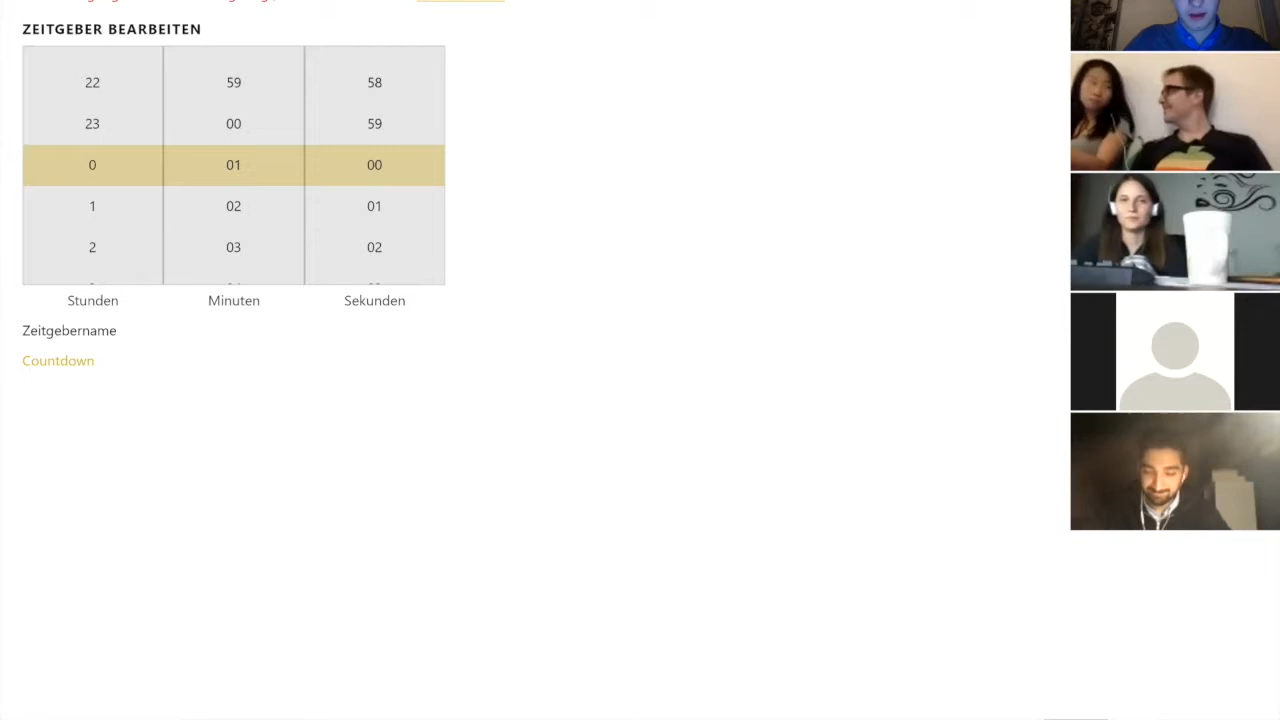 ZEITGEBER BEARBEITEN
22 59 58
23 00 59
0 01 00
1 02 01
2 03 02
Stunden Minuten Sekunden
Zeitgebername
Countdown